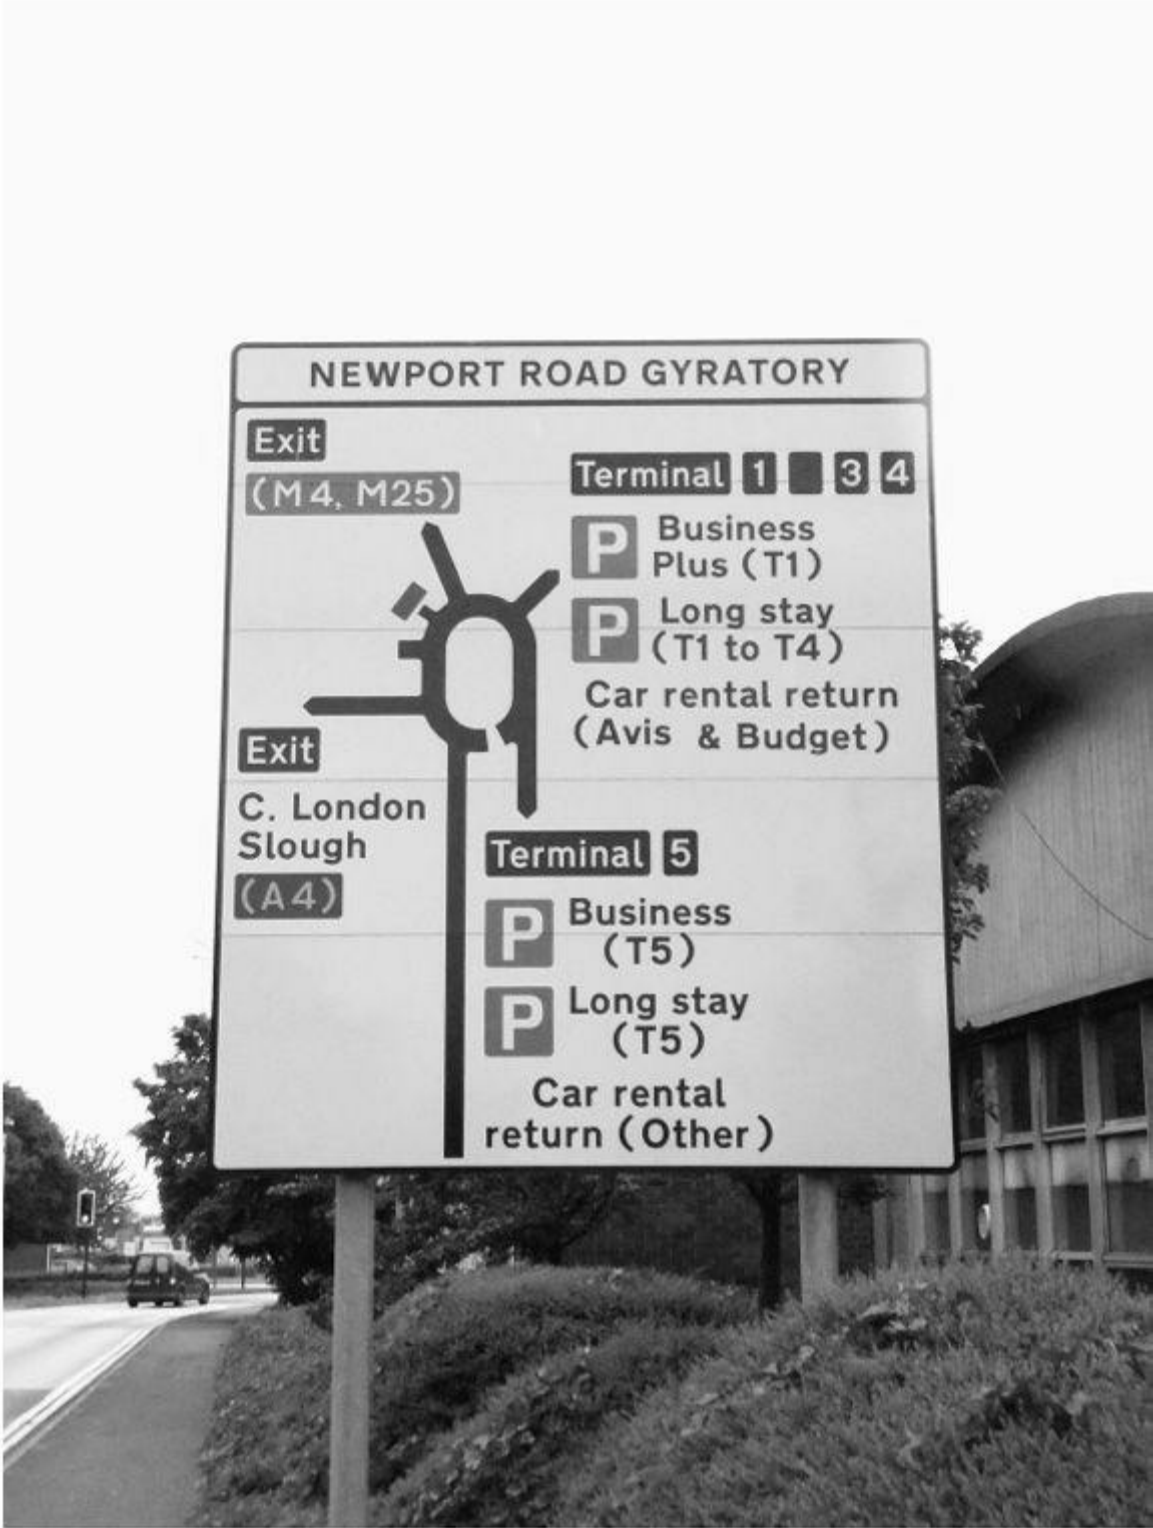 NEWPORT ROAD GYRATORY
Exit
(M4, M25)
Terminal 1 3 4
P Business
Plus (T1)
P Long stay
(T1 to T4)
Car rental return
(Avis & Budget)
Exit
C. London
Slough
(A4)
Terminal 5
P Business
(T5)
P Long stay
(T5)
Car rental
return (Other)